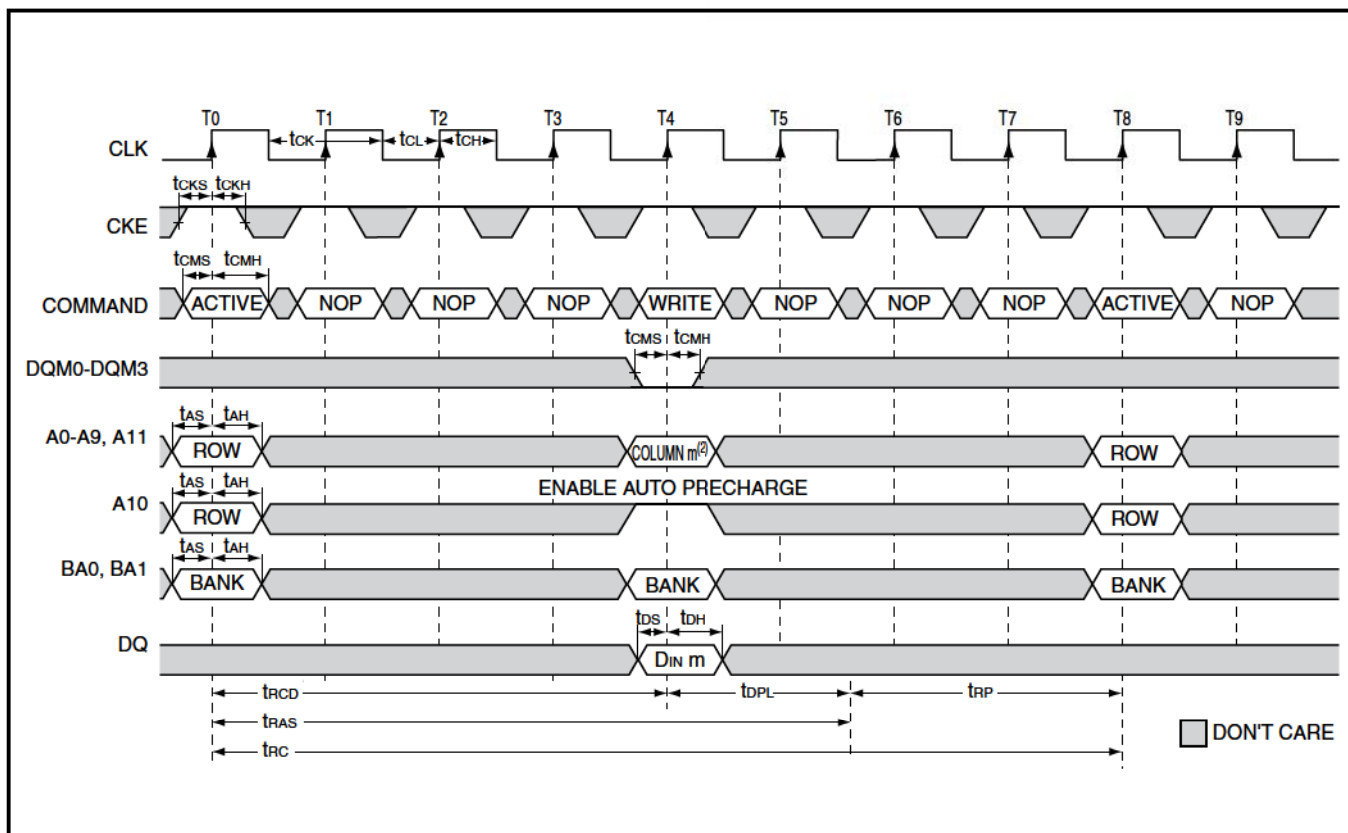 T0 T1 T2 T3 T4 T5 T6 T7 T8 T9
CLK tCK tCL tCH
tCKS tCKH
CKE
tCMS tCMH
COMMAND ACTIVE NOP NOP NOP WRITE NOP NOP NOP ACTIVE NOP
tCMS tCMH
DQM0-DQM3
tAS tAH
A0-A9, A11 ROW COLUMN m(2) ROW
tAS tAH ENABLE AUTO PRECHARGE
A10 ROW ROW
tAS tAH
BA0, BA1 BANK BANK BANK
tDS tDH
DQ DIN m
tRCD tDPL tRP
tRAS
tRC
DON'T CARE